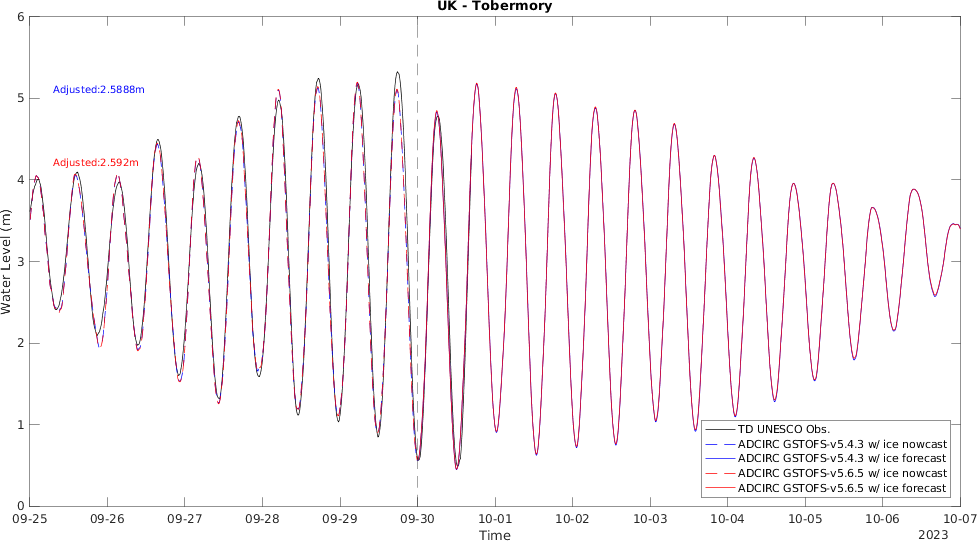 UK - Tobermory
Water Level (m)
6
5
4
3
2
1
0
Adjusted:2.5888m
Adjusted:2.592m
TD UNESCO Obs.
ADCIRC GSTOFS-v5.4.3 w/ ice nowcast
ADCIRC GSTOFS-v5.4.3 w/ ice forecast
ADCIRC GSTOFS-v5.6.5 w/ ice nowcast
ADCIRC GSTOFS-v5.6.5 w/ ice forecast
09-25 09-26 09-27 09-28 09-29 09-30 10-01 10-02 10-03 10-04 10-05 10-06 10-07
Time
2023